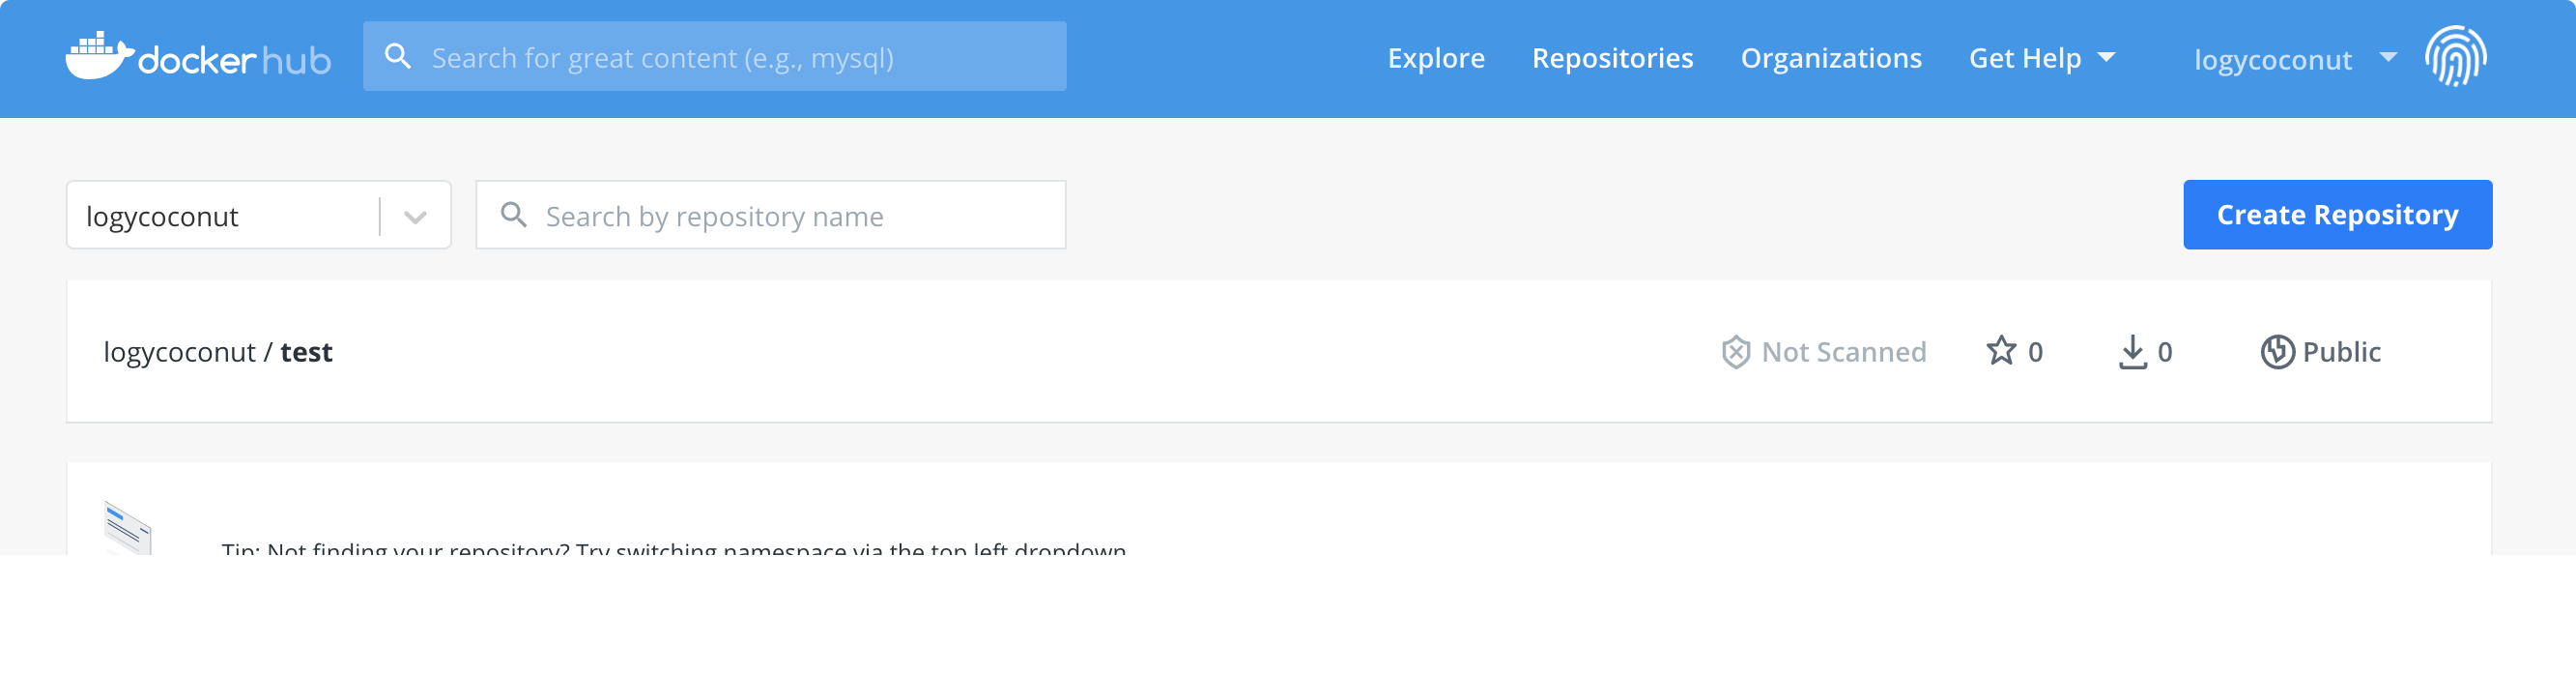 docker hub
Search for great content (e.g., mysql)
Explore Repositories Organizations Get Help logycoconut
logycoconut
Search by repository name
Create Repository
logycoconut / test
Not Scanned 0 0 Public
Tip: Not finding your repository? Try switching namespace via the top left dropdown